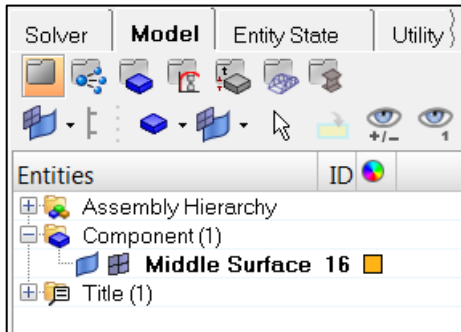 Solver Model Entity State Utility
t
+/- 1
Entities ID
Assembly Hierarchy
Component (1)
Middle Surface 16
Title (1)